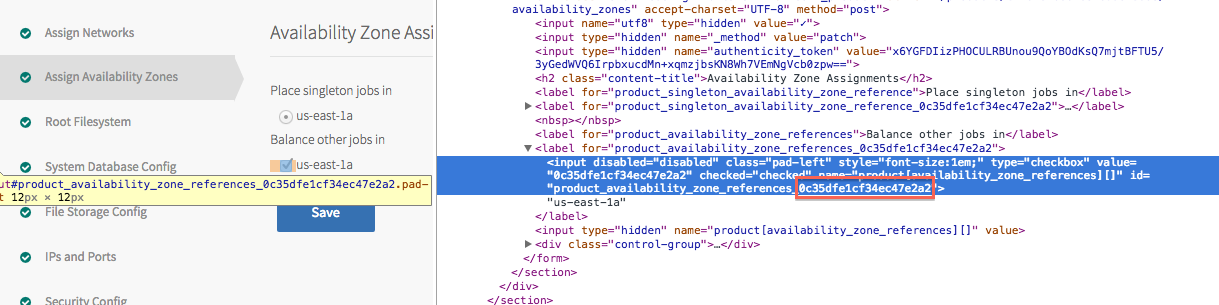 Assign Networks
Assign Availability Zones
Root Filesystem
System Database Config
ut#product_availability_zone_references_0c35dfe1cf34ec47e2a2.pad-
t 12px × 12px
File Storage Config
IPs and Ports
Security Config
Availability Zone Assi
Place singleton jobs in
us-east-1a
Balance other jobs in
us-east-1a
Save
availability_zones" accept-charset="UTF-8" method="post">
<input name="utf8" type="hidden" value="✓">
<input type="hidden" name="_method" value="patch">
<input type="hidden" name="authenticity_token" value="x6YGFDIizPHOCULRBUnou9QoYBOdKsQ7mjtBFTU5/
3yGedWVQ6IrpbxucdMn+xqmzjbsKN8Wh7VEmNgVcb0zpw==">
<h2 class="content-title">Availability Zone Assignments</h2>
<label for="product_singleton_availability_zone_reference">Place singleton jobs in</label>
<label for="product_singleton_availability_zone_reference_0c35dfe1cf34ec47e2a2">…</label>
<nbsp></nbsp>
<label for="product_availability_zone_references">Balance other jobs in</label>
<label for="product_availability_zone_references_0c35dfe1cf34ec47e2a2">
<input disabled="disabled" class="pad-left" style="font-size:1em;" type="checkbox" value=
"0c35dfe1cf34ec47e2a2" checked="checked" name="product[availability_zone_references][]" id=
"product_availability_zone_references_0c35dfe1cf34ec47e2a2">
"us-east-1a"
</label>
<input type="hidden" name="product[availability_zone_references][]" value>
<div class="control-group">…</div>
</form>
</section>
</div>
</section>